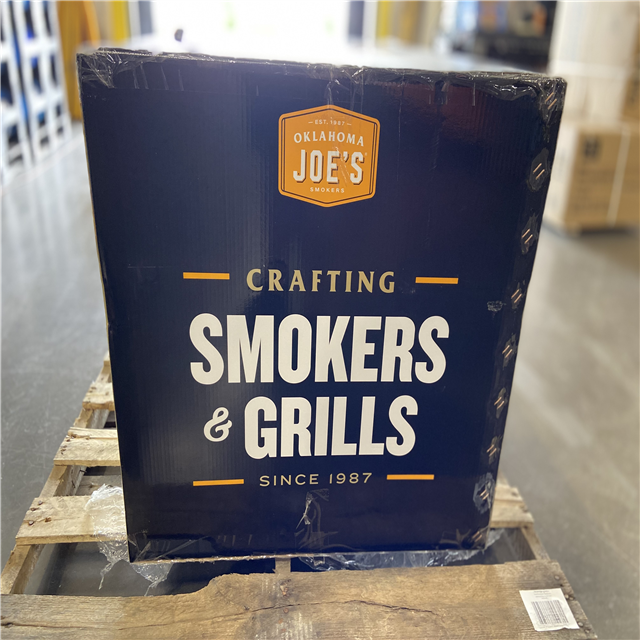 EST. 1987
OKLAHOMA
JOE'S
SMOKERS
CRAFTING
SMOKERS
& GRILLS
SINCE 1987